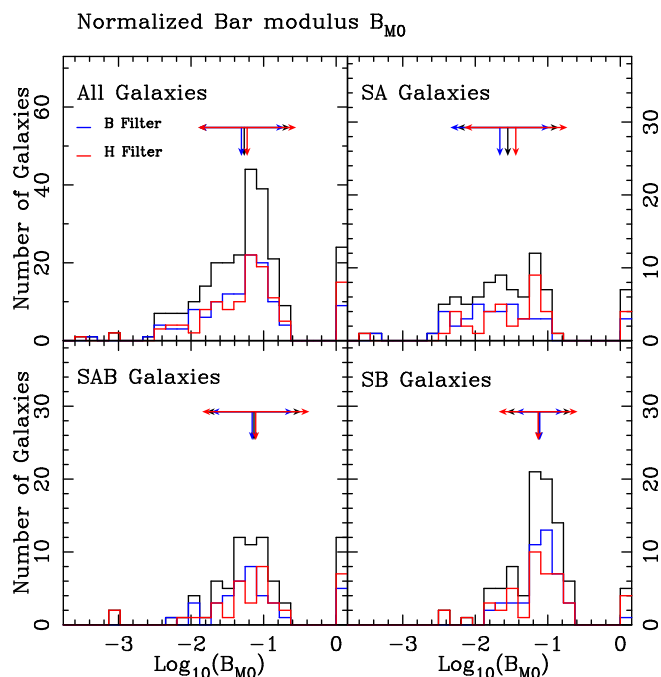 Normalized Bar modulus B_M0
All Galaxies
B Filter
H Filter
SA Galaxies
Number of Galaxies
0
20
40
60
0
10
20
30
40
SAB Galaxies
SB Galaxies
Number of Galaxies
0
10
20
30
0
10
20
30
-3
-2
-1
0
-3
-2
-1
0
Log10(B_M0)
Log10(B_M0)